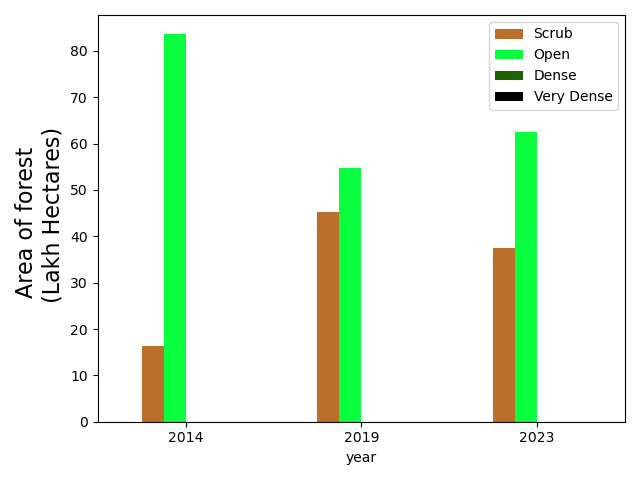 Scrub
Open
Dense
Very Dense
Area of forest
(Lakh Hectares)
80
70
60
50
40
30
20
10
0
2014 2019 2023
year